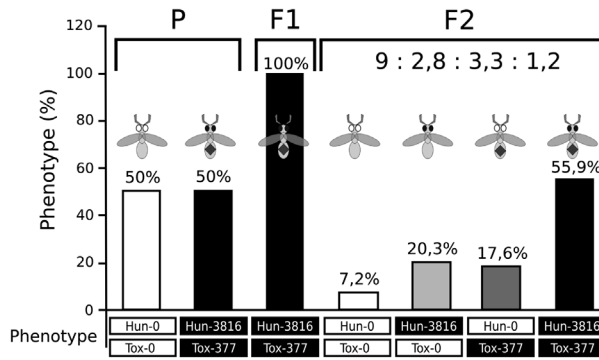 P F1 F2
9 : 2,8 : 3,3 : 1,2
Phenotype (%)
120
100
80
60
40
20
0
50% 50% 100% 7,2% 20,3% 17,6% 55,9%
Hun-0 Hun-3816 Hun-3816 Hun-0 Hun-3816 Hun-0 Hun-3816
Phenotype
Tox-0 Tox-377 Tox-377 Tox-0 Tox-0 Tox-377 Tox-377